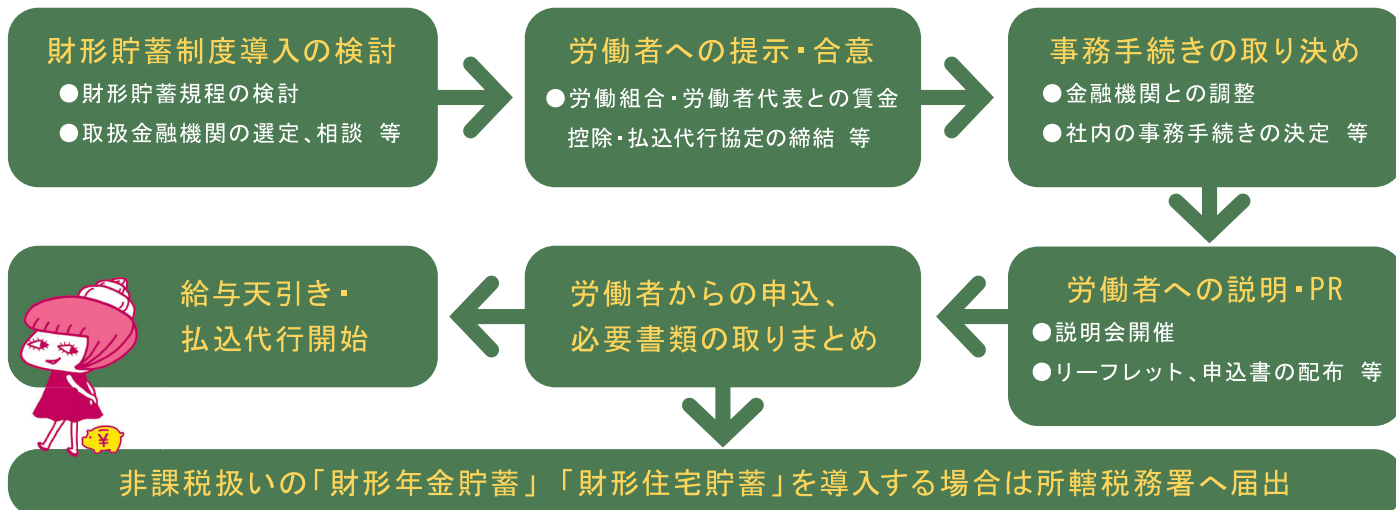 財形貯蓄制度導入の検討
●財形貯蓄規程の検討
●取扱金融機関の選定、相談 等
労働者への提示・合意
●労働組合・労働者代表との賃金
控除・払込代行協定の締結 等
事務手続きの取り決め
●金融機関との調整
●社内の事務手続きの決定 等
労働者への説明・PR
●説明会開催
●リーフレット、申込書の配布 等
労働者からの申込、
必要書類の取りまとめ
給与天引き・
払込代行開始
¥
非課税扱いの「財形年金貯蓄」「財形住宅貯蓄」を導入する場合は所轄税務署へ届出